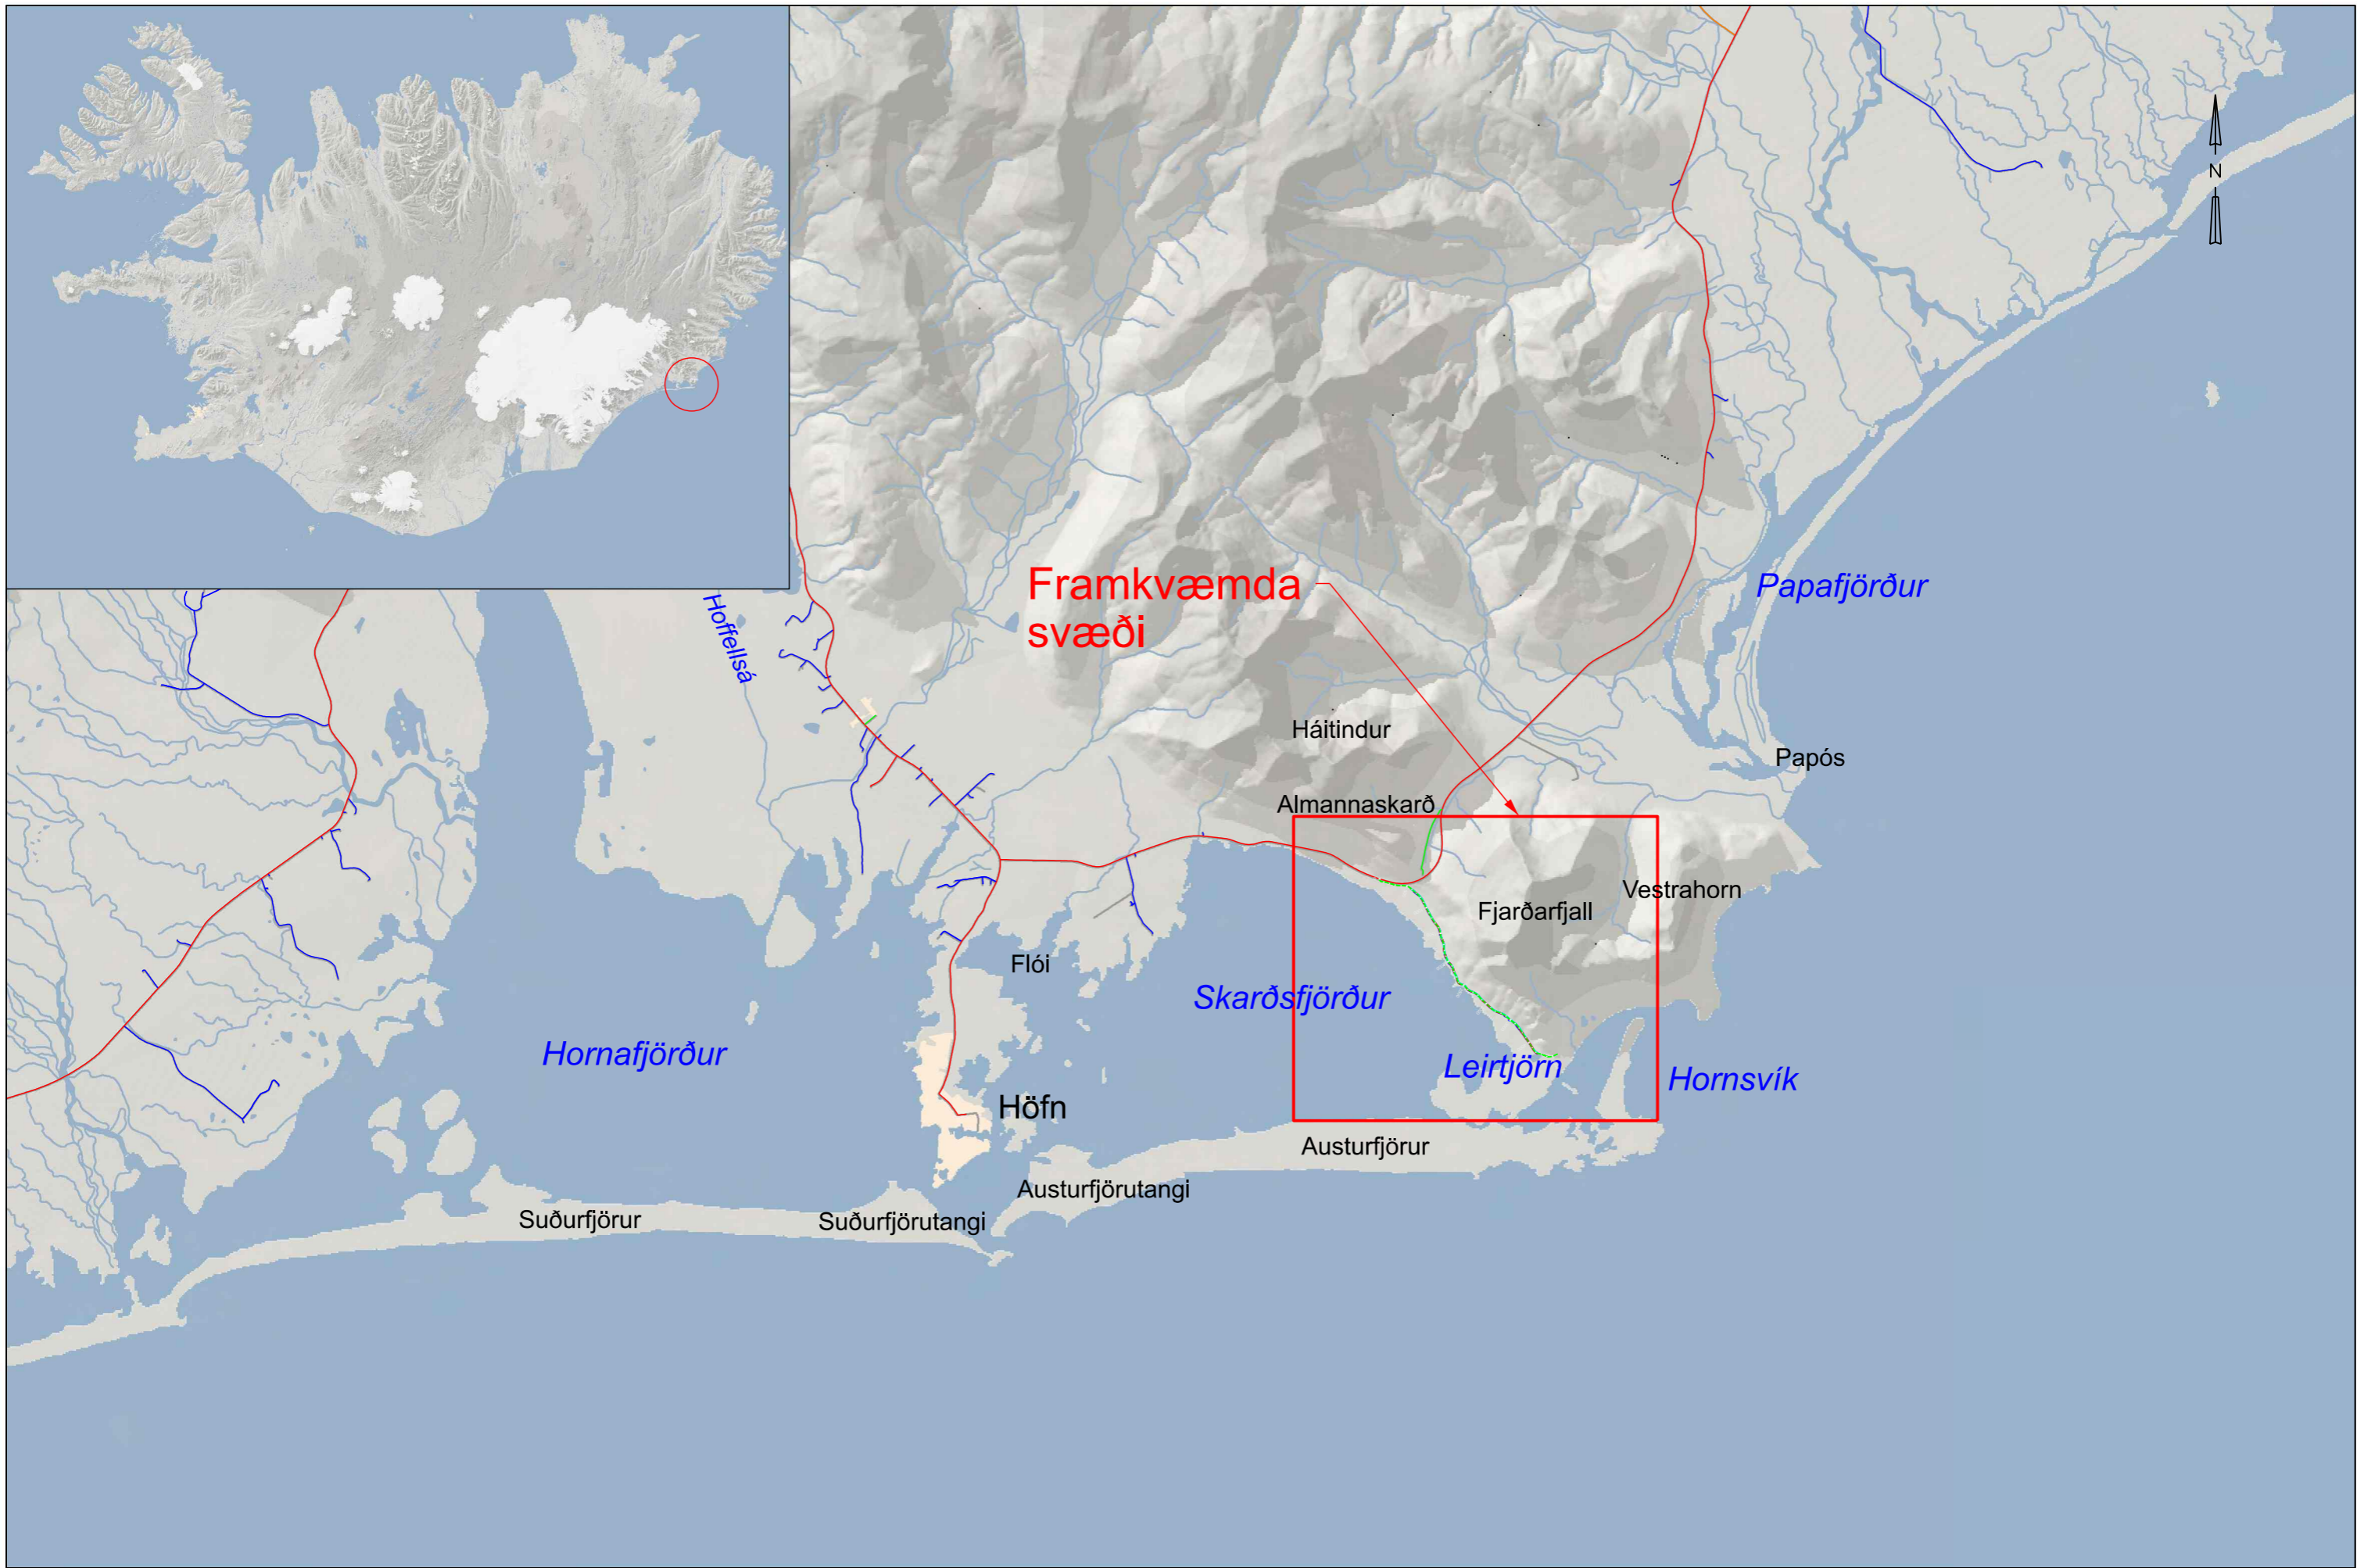 N
Framkvæmda
svæði
Papafjörður
Hoffellsá
Háitindur
Papós
Almannaskarð
Vestrahorn
Fjarðarfjall
Flói
Skarðsfjörður
Hornafjörður
Leirtjörn
Hornsvík
Höfn
Austurfjörur
Austurfjörutangi
Suðurfjörur
Suðurfjörutangi